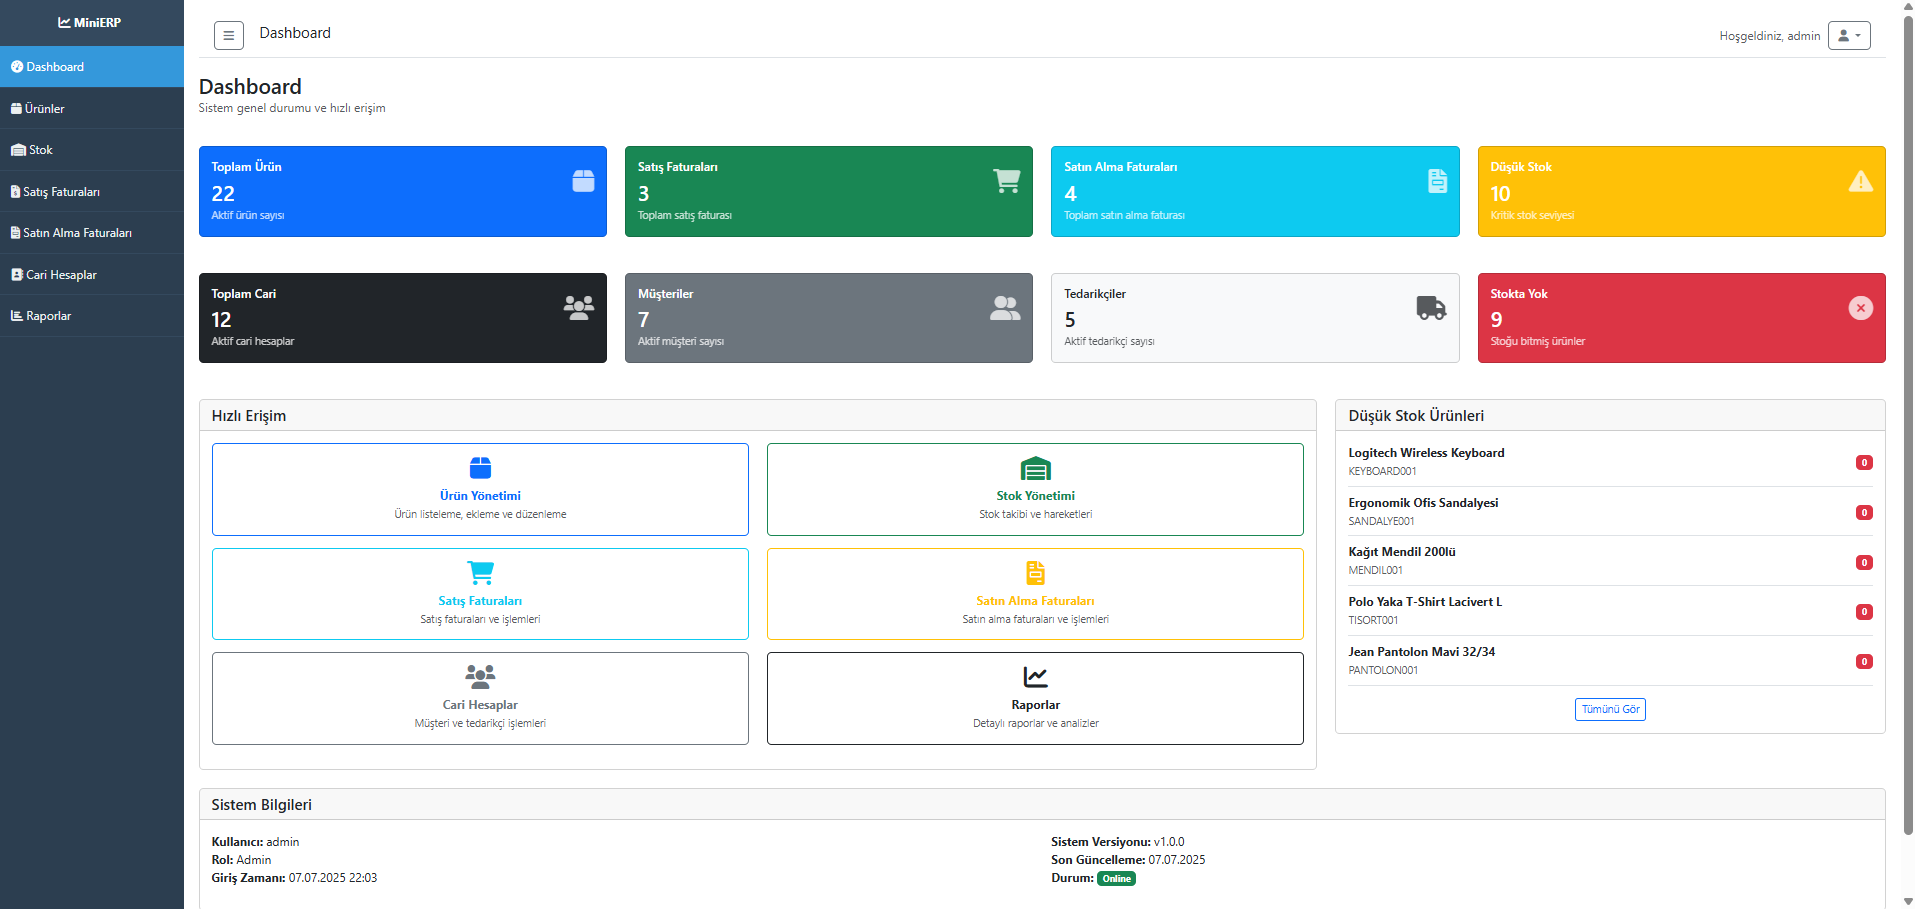 MiniERP
Dashboard
Ürünler
Stok
Satış Faturaları
Satın Alma Faturaları
Cari Hesaplar
Raporlar
Dashboard
Hoşgeldiniz, admin
Dashboard
Sistem genel durumu ve hızlı erişim
Toplam Ürün
22
Aktif ürün sayısı
Satış Faturaları
3
Toplam satış faturası
Satın Alma Faturaları
4
Toplam satın alma faturası
Düşük Stok
10
Kritik stok seviyesi
Toplam Cari
12
Aktif cari hesaplar
Müşteriler
7
Aktif müşteri sayısı
Tedarikçiler
5
Aktif tedarikçi sayısı
Stokta Yok
9
Stoğu bitmiş ürünler
Hızlı Erişim
Ürün Yönetimi
Ürün listeleme, ekleme ve düzenleme
Stok Yönetimi
Stok takibi ve hareketleri
Satış Faturaları
Satış faturaları ve işlemleri
Satın Alma Faturaları
Satın alma faturaları ve işlemleri
Cari Hesaplar
Müşteri ve tedarikçi işlemleri
Raporlar
Detaylı raporlar ve analizler
Düşük Stok Ürünleri
Logitech Wireless Keyboard
KEYBOARD001
0
Ergonomik Ofis Sandalyesi
SANDALYE001
0
Kağıt Mendil 200lü
MENDIL001
0
Polo Yaka T-Shirt Lacivert L
TISORT001
0
Jean Pantolon Mavi 32/34
PANTOLON001
0
Tümünü Gör
Sistem Bilgileri
Kullanıcı: admin
Rol: Admin
Giriş Zamanı: 07.07.2025 22:03
Sistem Versiyonu: v1.0.0
Son Güncelleme: 07.07.2025
Durum: Online